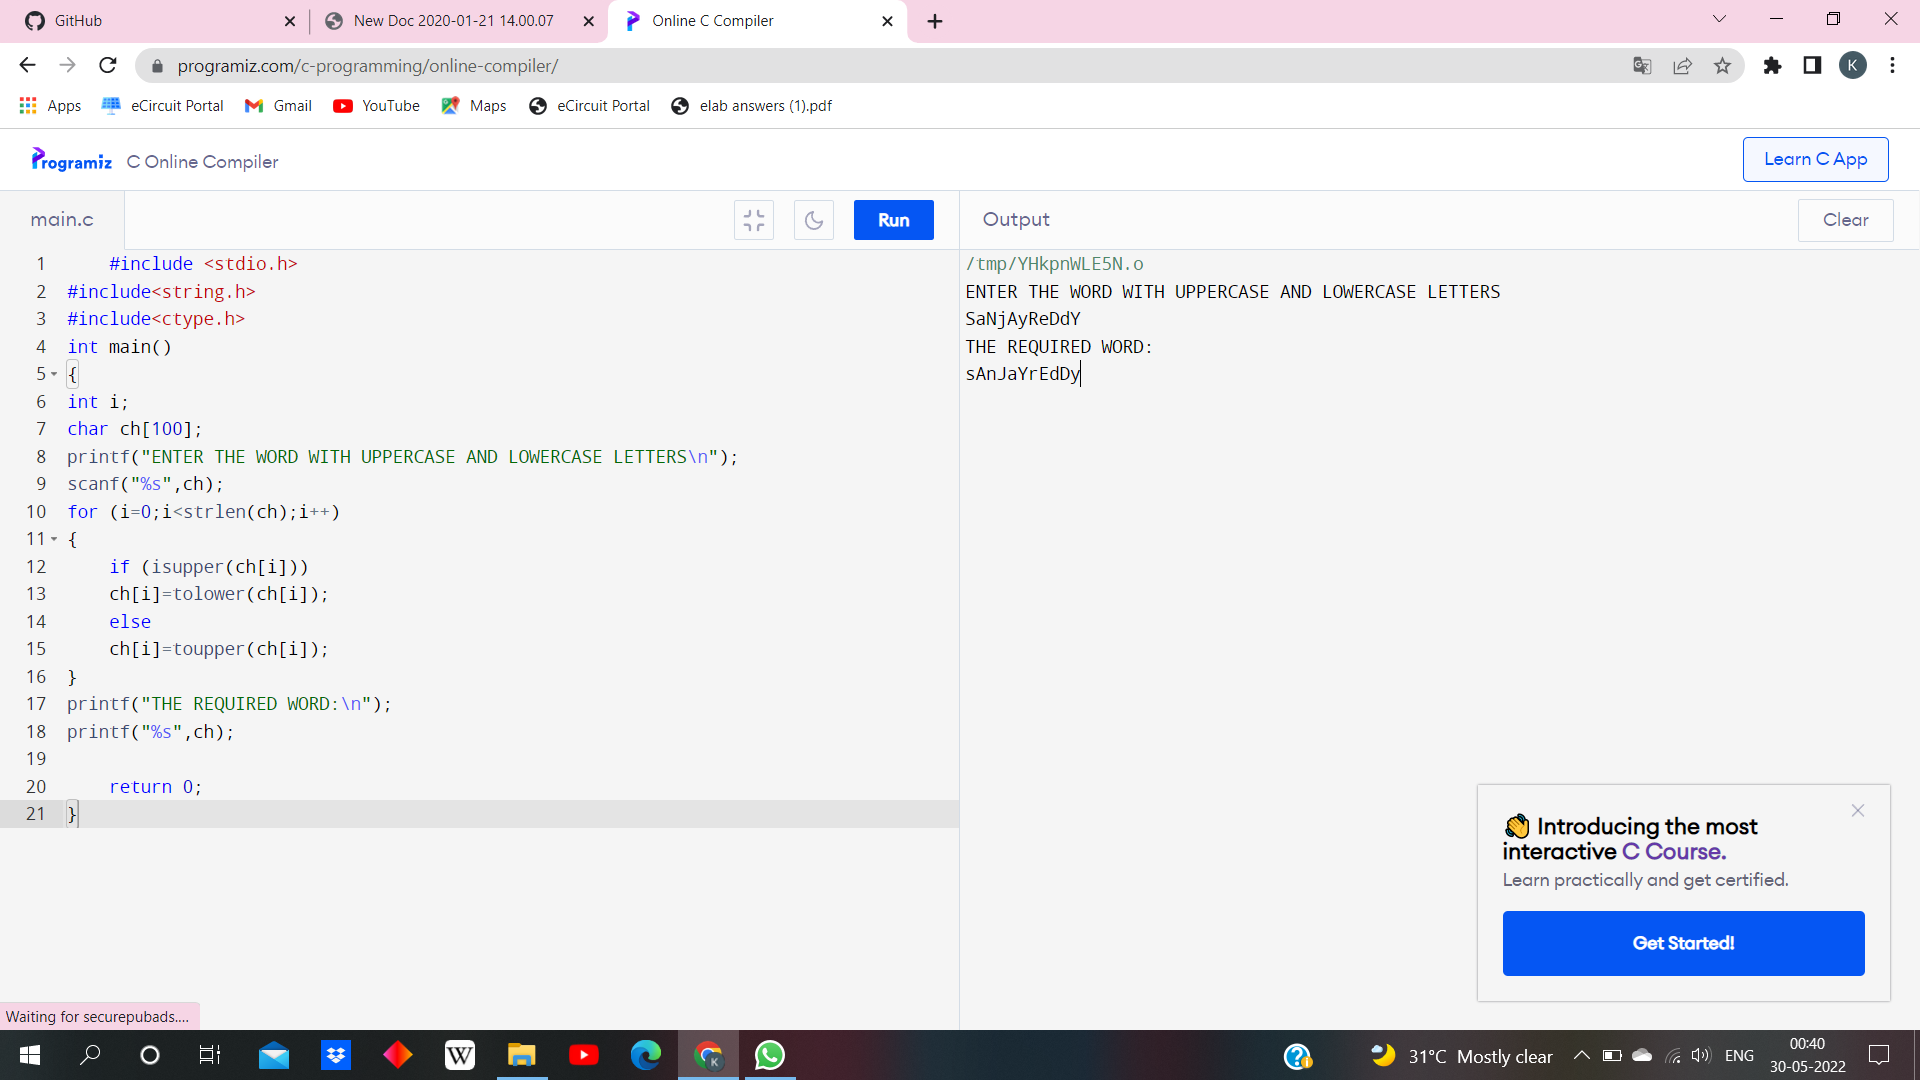 GitHub
New Doc 2020-01-21 14.00.07
Online C Compiler
programiz.com/c-programming/online-compiler/
K
Apps
eCircuit Portal
Gmail
YouTube
Maps
eCircuit Portal
elab answers (1).pdf
Programiz C Online Compiler
Learn C App
main.c
Run
Output
Clear
1 #include <stdio.h>
2 #include<string.h>
3 #include<ctype.h>
4 int main()
5 {
6 int i;
7 char ch[100];
8 printf("ENTER THE WORD WITH UPPERCASE AND LOWERCASE LETTERS\n");
9 scanf("%s",ch);
10 for (i=0;i<strlen(ch);i++)
11 {
12 if (isupper(ch[i]))
13 ch[i]=tolower(ch[i]);
14 else
15 ch[i]=toupper(ch[i]);
16 }
17 printf("THE REQUIRED WORD:\n");
18 printf("%s",ch);
19
20 return 0;
21 }
/tmp/YHkpnWLE5N.o
ENTER THE WORD WITH UPPERCASE AND LOWERCASE LETTERS
SaNjAyReDdY
THE REQUIRED WORD:
sAnJaYrEdDy
👋 Introducing the most
interactive C Course.
Learn practically and get certified.
Get Started!
Waiting for securepubads....
W
K
31°C Mostly clear
ENG
00:40
30-05-2022